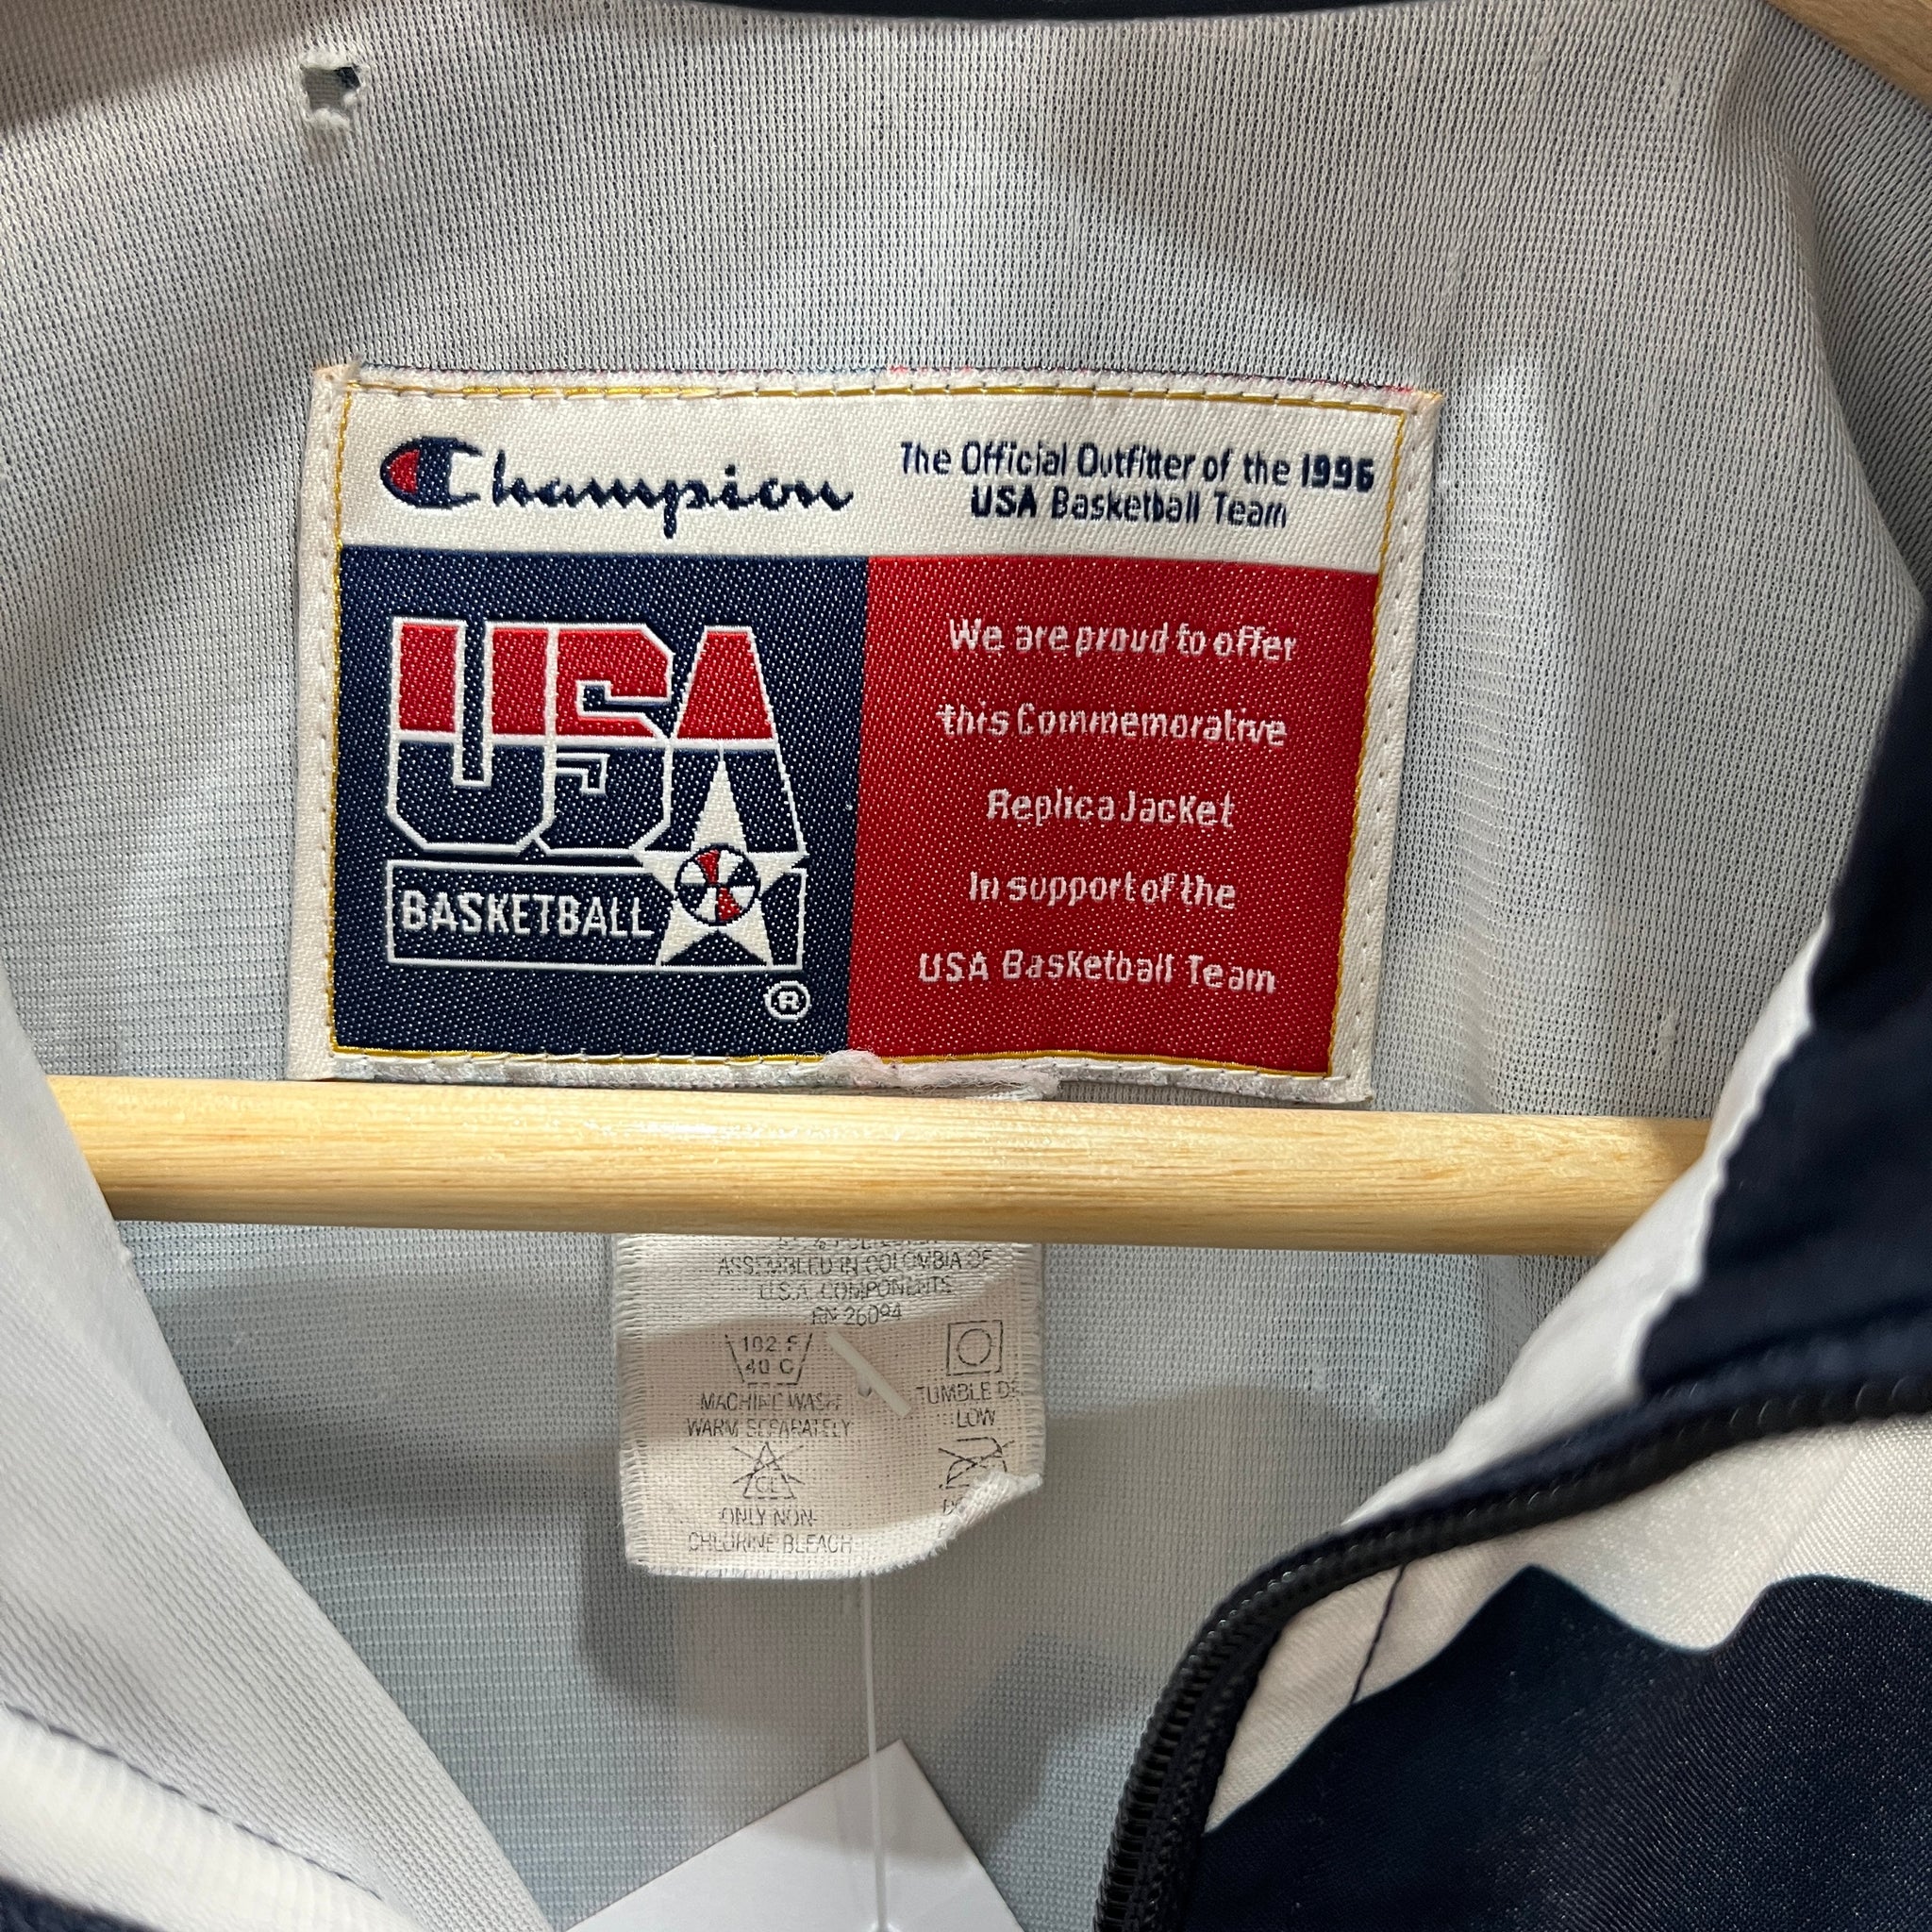 Champion
The Official Outfitter of the 1996
USA Basketball Team
USA
BASKETBALL
®
We are proud to offer
this Commemorative
Replica Jacket
In support of the
USA Basketball Team
ASSEMBLED IN COLOMBIA OF
U.S.A. COMPONENTS
RN 26094
102 F
40 C
MACHINE WASH
WARM SEPARATELY
TUMBLE DR
LOW
CL
ONLY NON-
CHLORINE BLEACH